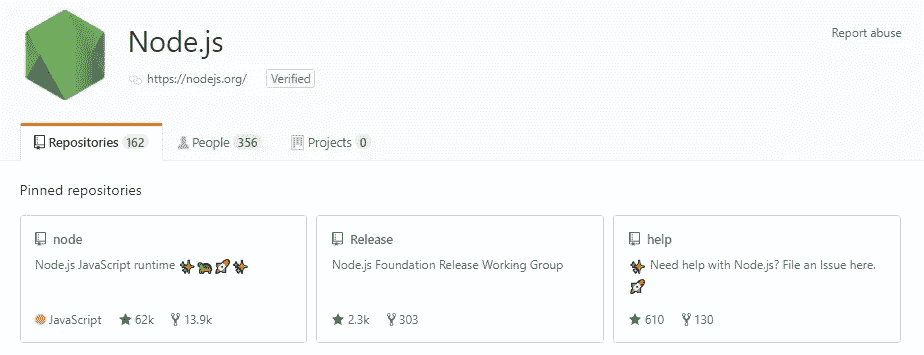 Node.js
Report abuse
https://nodejs.org/ Verified
Repositories 162 People 356 Projects 0
Pinned repositories
node
Node.js JavaScript runtime ✨🐢🚀✨
JavaScript 62k 13.9k
Release
Node.js Foundation Release Working Group
2.3k 303
help
✨ Need help with Node.js? File an Issue here.
🚀
610 130